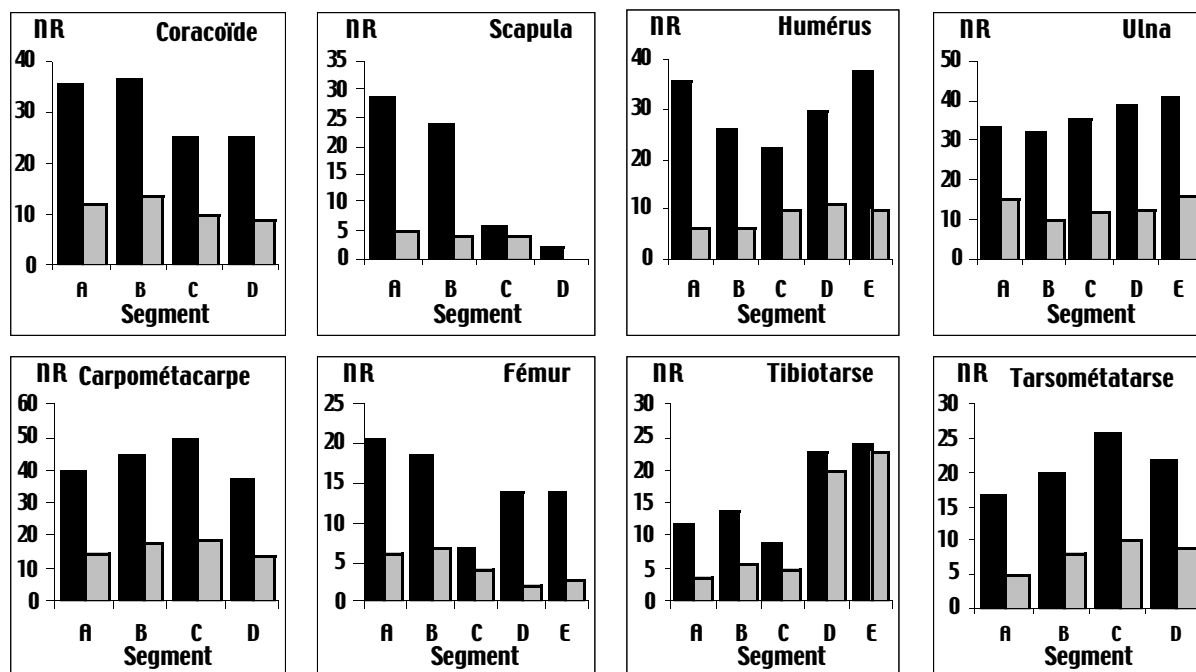 NR Coracoïde
40
30
20
10
0
A B C D
Segment
NR Scapula
35
30
25
20
15
10
5
0
A B C D
Segment
NR Humérus
40
30
20
10
0
A B C D E
Segment
NR Ulna
50
40
30
20
10
0
A B C D E
Segment
NR Carpométacarpe
60
50
40
30
20
10
0
A B C D
Segment
NR Fémur
25
20
15
10
5
0
A B C D E
Segment
NR Tibiotarse
30
25
20
15
10
5
0
A B C D E
Segment
NR Tarsométatarse
30
25
20
15
10
5
0
A B C D
Segment